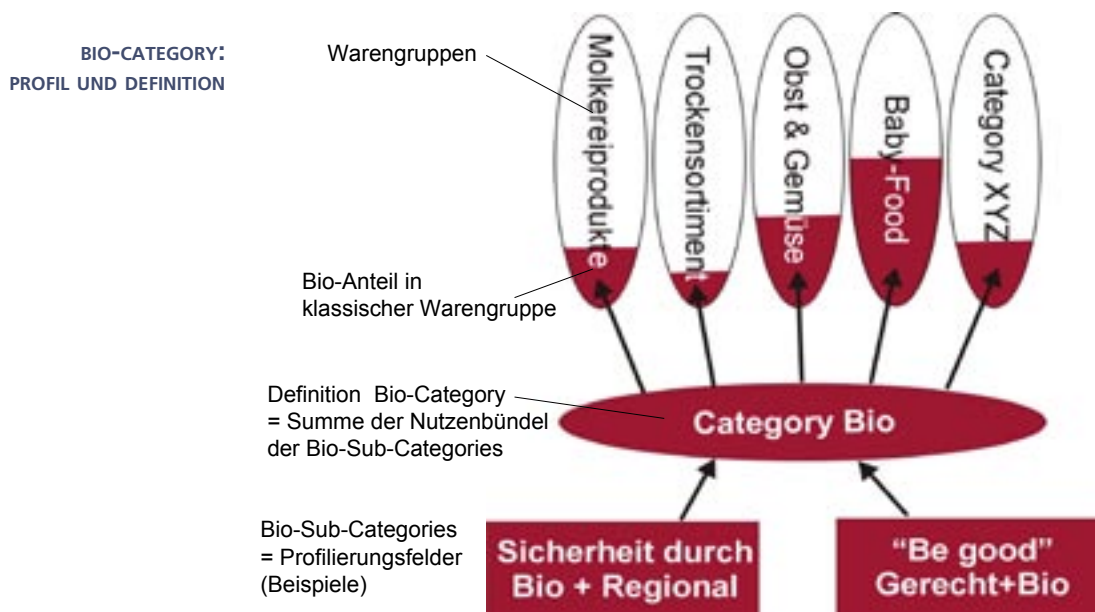 BIO-CATEGORY:
PROFIL UND DEFINITION
Warengruppen
Molkereiprodukte
Trockensortiment
Obst & Gemüse
Baby-Food
Category XYZ
Bio-Anteil in
klassischer Warengruppe
Definition Bio-Category
= Summe der Nutzenbündel
der Bio-Sub-Categories
Category Bio
Bio-Sub-Categories
= Profilierungsfelder
(Beispiele)
Sicherheit durch
Bio + Regional
“Be good”
Gerecht+Bio